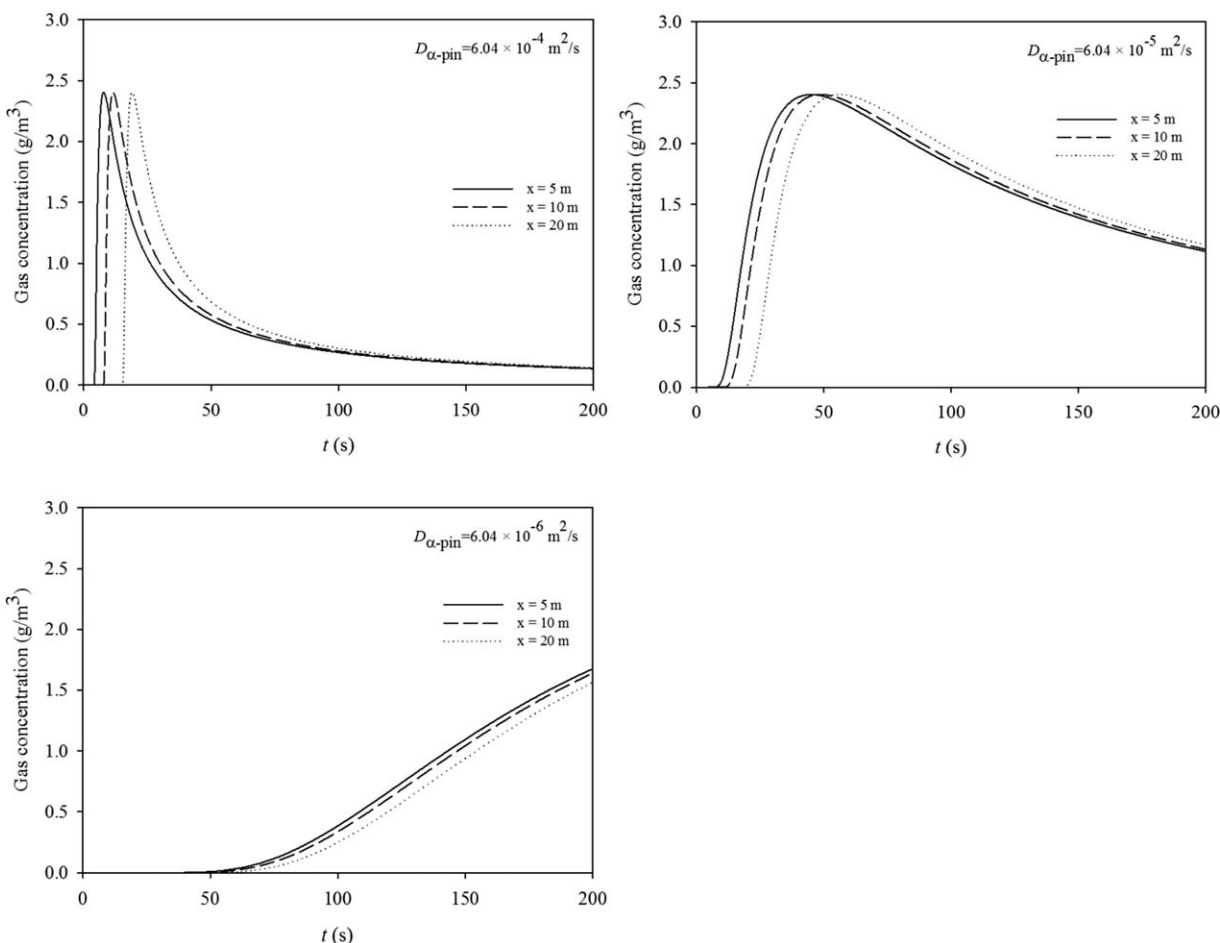 3.0
2.5
2.0
1.5
1.0
0.5
0.0
Gas concentration (g/m³)
Dα-pin=6.04 × 10⁻⁴ m²/s
x = 5 m
x = 10 m
x = 20 m
0 50 100 150 200
t (s)
3.0
2.5
2.0
1.5
1.0
0.5
0.0
Gas concentration (g/m³)
Dα-pin=6.04 × 10⁻⁵ m²/s
x = 5 m
x = 10 m
x = 20 m
0 50 100 150 200
t (s)
3.0
2.5
2.0
1.5
1.0
0.5
0.0
Gas concentration (g/m³)
Dα-pin=6.04 × 10⁻⁶ m²/s
x = 5 m
x = 10 m
x = 20 m
0 50 100 150 200
t (s)